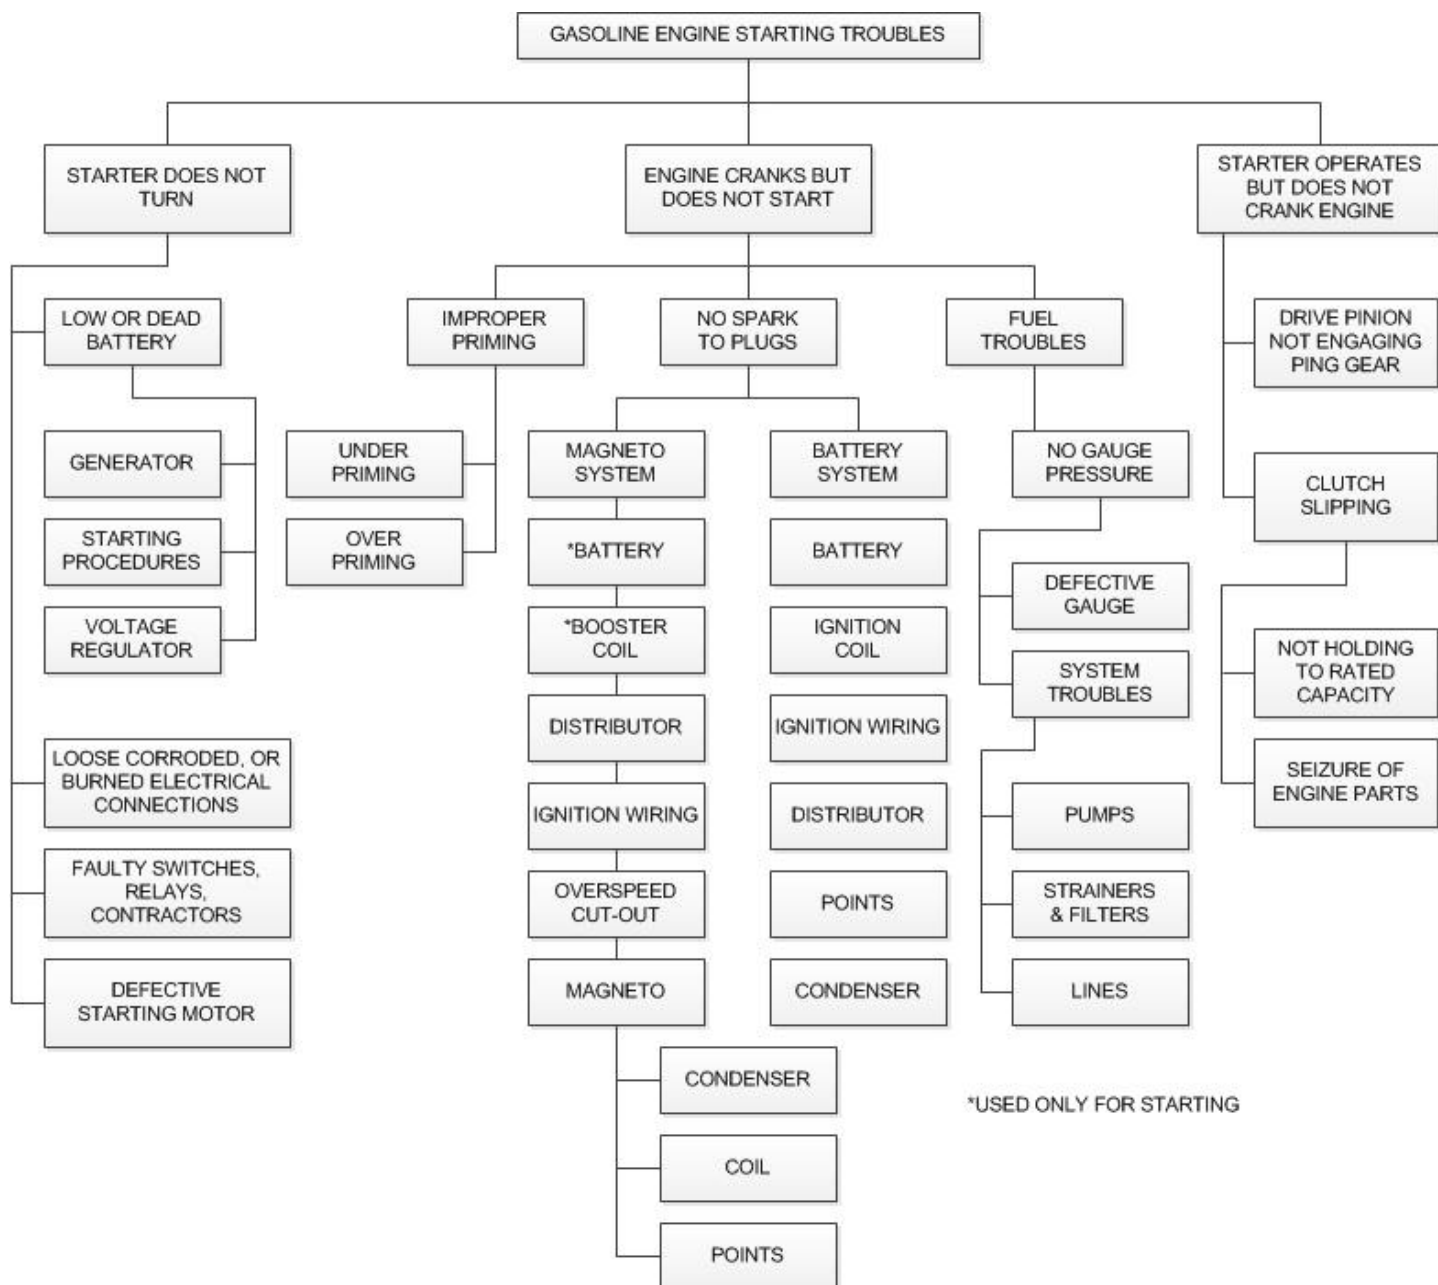 GASOLINE ENGINE STARTING TROUBLES
STARTER DOES NOT
TURN
ENGINE CRANKS BUT
DOES NOT START
STARTER OPERATES
BUT DOES NOT
CRANK ENGINE
LOW OR DEAD
BATTERY
IMPROPER
PRIMING
NO SPARK
TO PLUGS
FUEL
TROUBLES
DRIVE PINION
NOT ENGAGING
PING GEAR
GENERATOR
UNDER
PRIMING
MAGNETO
SYSTEM
BATTERY
SYSTEM
NO GAUGE
PRESSURE
CLUTCH
SLIPPING
STARTING
PROCEDURES
OVER
PRIMING
*BATTERY
BATTERY
DEFECTIVE
GAUGE
VOLTAGE
REGULATOR
*BOOSTER
COIL
IGNITION
COIL
SYSTEM
TROUBLES
NOT HOLDING
TO RATED
CAPACITY
DISTRIBUTOR
IGNITION WIRING
LOOSE CORRODED, OR
BURNED ELECTRICAL
CONNECTIONS
SEIZURE OF
ENGINE PARTS
IGNITION WIRING
DISTRIBUTOR
PUMPS
FAULTY SWITCHES,
RELAYS,
CONTRACTORS
OVERSPEED
CUT-OUT
POINTS
STRAINERS
& FILTERS
DEFECTIVE
STARTING MOTOR
MAGNETO
CONDENSER
LINES
CONDENSER
*USED ONLY FOR STARTING
COIL
POINTS